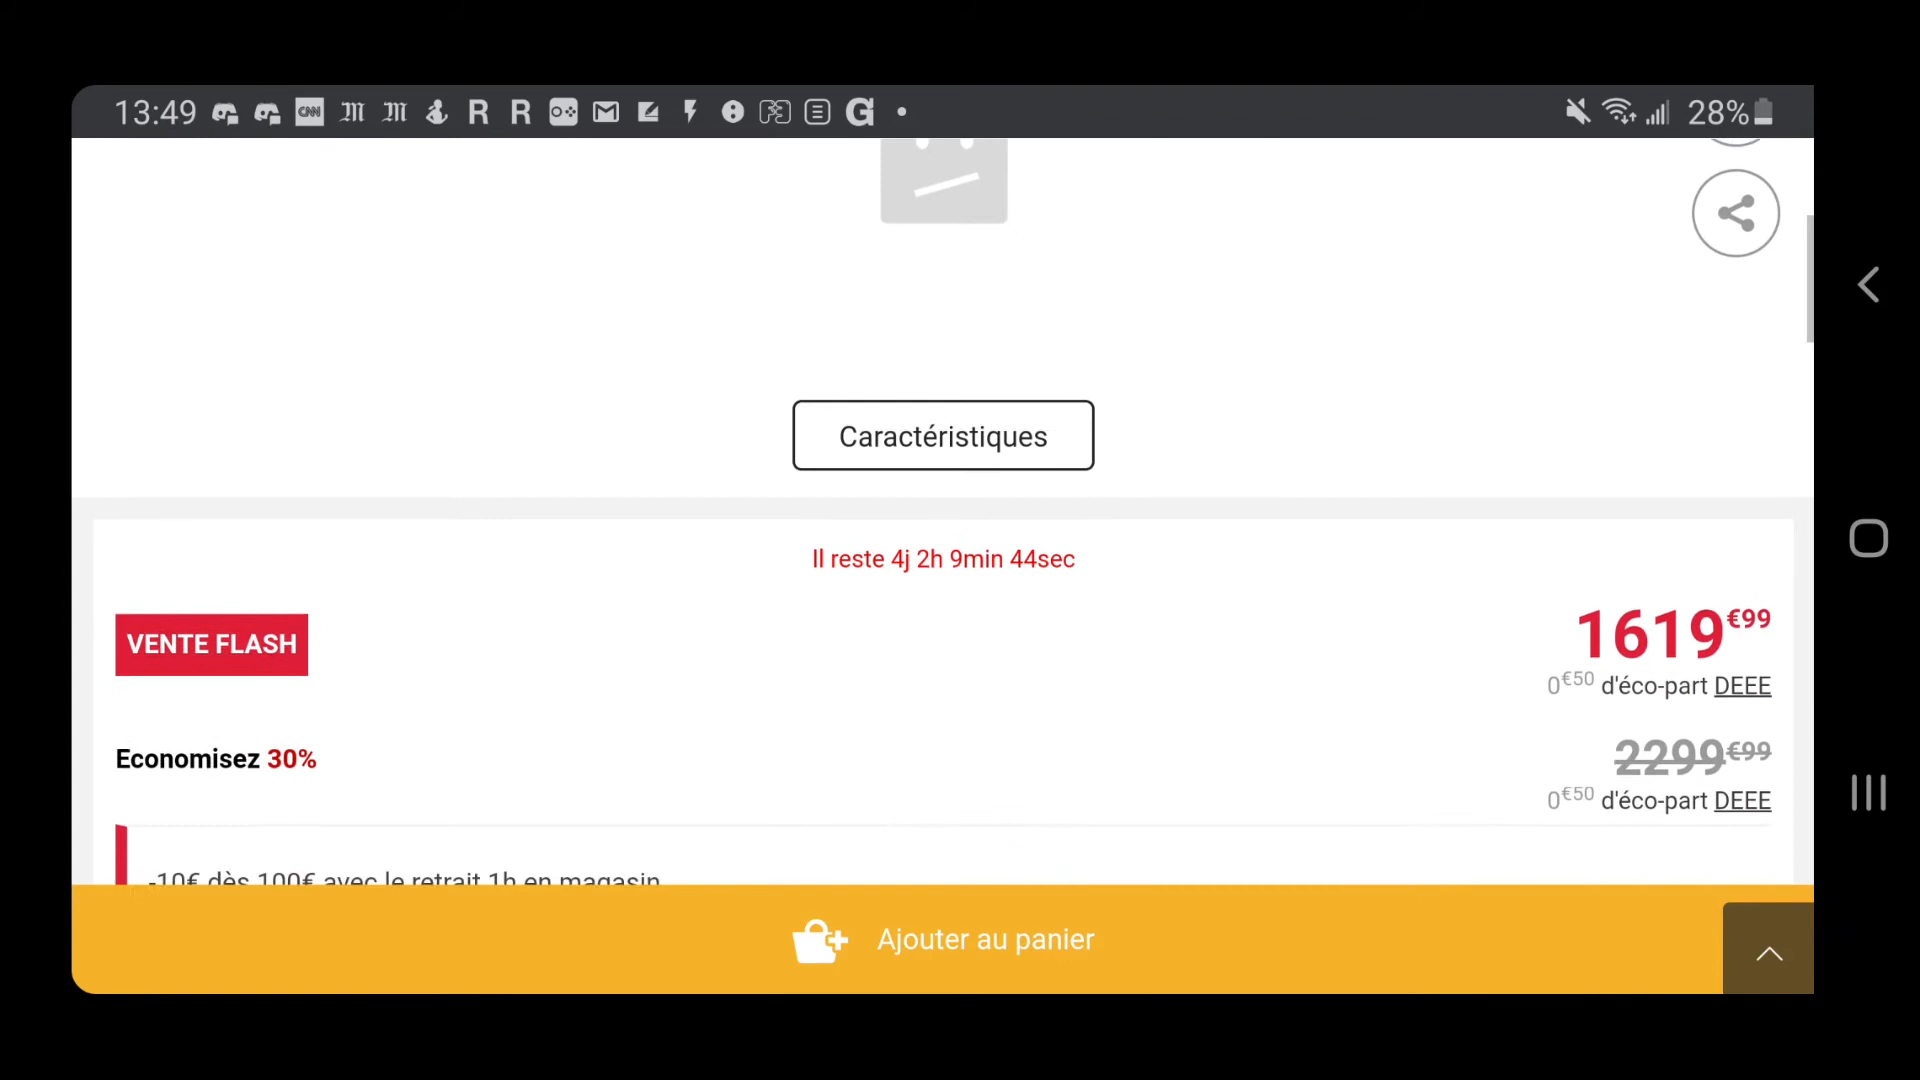 13:49 CNN M M R R G 28%
Caractéristiques
Il reste 4j 2h 9min 44sec
VENTE FLASH
1619€99
0€50 d'éco-part DEEE
Economisez 30%
2299€99
0€50 d'éco-part DEEE
-10€ dès 100€ avec le retrait 1h en magasin
Ajouter au panier